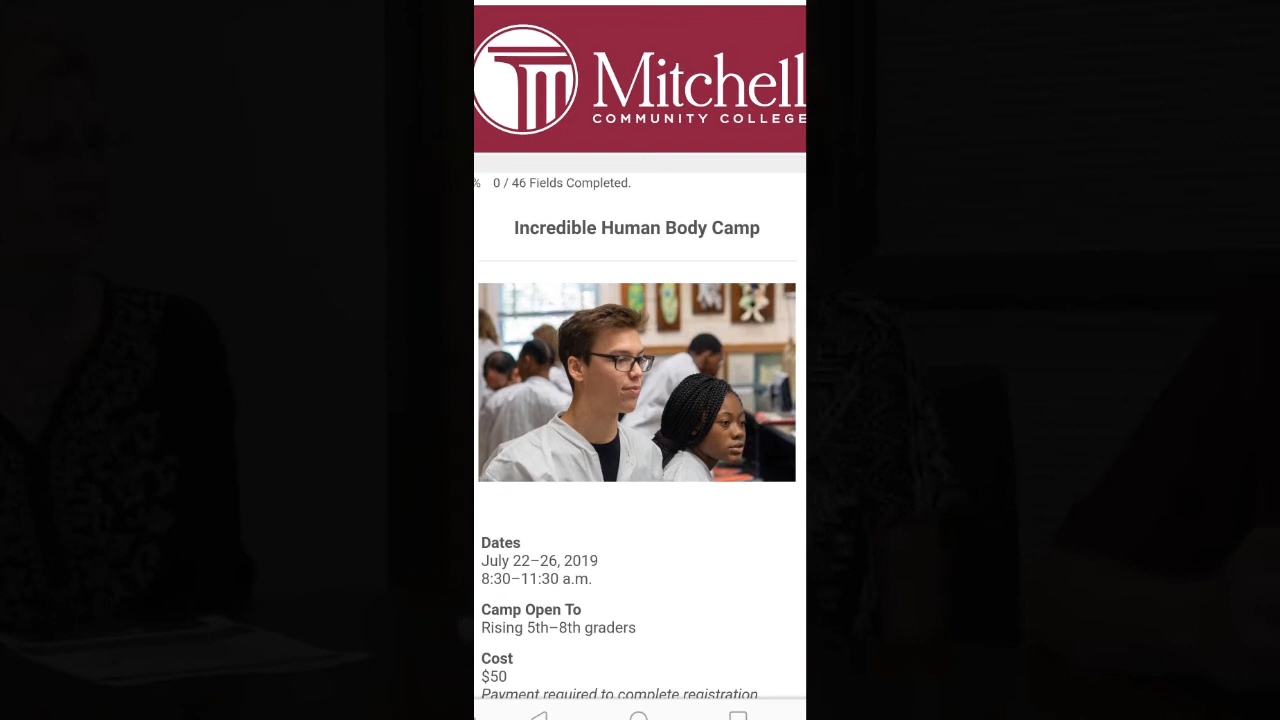 Mitchell
COMMUNITY COLLEGE
% 0 / 46 Fields Completed.
Incredible Human Body Camp
Dates
July 22–26, 2019
8:30–11:30 a.m.
Camp Open To
Rising 5th–8th graders
Cost
$50
Payment required to complete registration